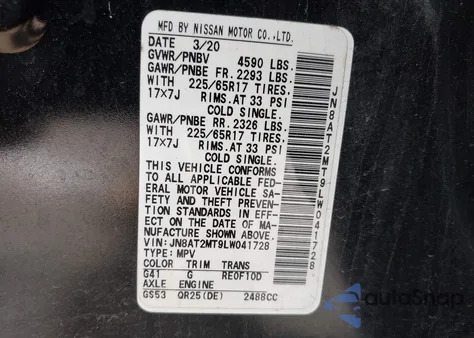 MFD BY NISSAN MOTOR CO.,LTD.
DATE 3/20
GVWR/PNBV 4590 LBS.
GAWR/PNBE FR. 2293 LBS.
WITH 225/65R17 TIRES.
17×7J RIMS.AT 33 PSI
COLD SINGLE.
GAWR/PNBE RR. 2326 LBS.
WITH 225/65R17 TIRES.
17×7J RIMS.AT 33 PSI
COLD SINGLE.
THIS VEHICLE CONFORMS
TO ALL APPLICABLE FED-
ERAL MOTOR VEHICLE SA-
FETY AND THEFT PREVEN-
TION STANDARDS IN EFF-
ECT ON THE DATE OF MA-
NUFACTURE SHOWN ABOVE.
VIN: JN8AT2MT9LW041728
TYPE: MPV
COLOR TRIM TRANS
G41 G RE0F10D
AXLE ENGINE
GS53 QR25(DE) 2488CC
JN8AT2MT9LW041728
autoSnap